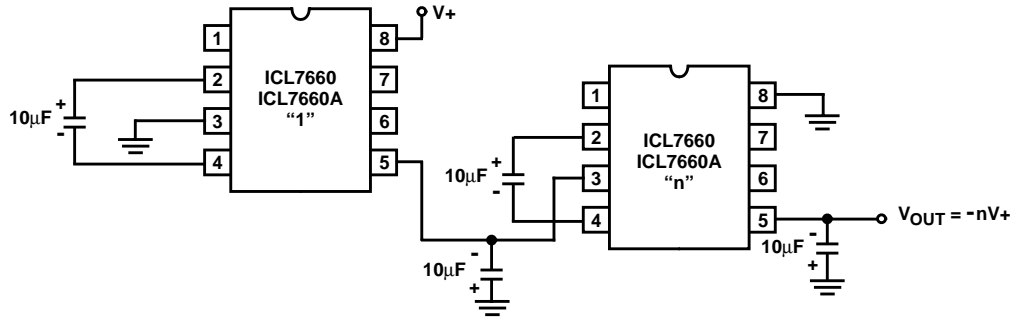 V+
1
8
2
ICL7660
7
ICL7660A
"1"
10µF
+
-
3
6
4
5
1
8
2
ICL7660
7
ICL7660A
"n"
10µF
+
-
3
6
4
5
VOUT = -nV+
10µF
-
+
10µF
-
+